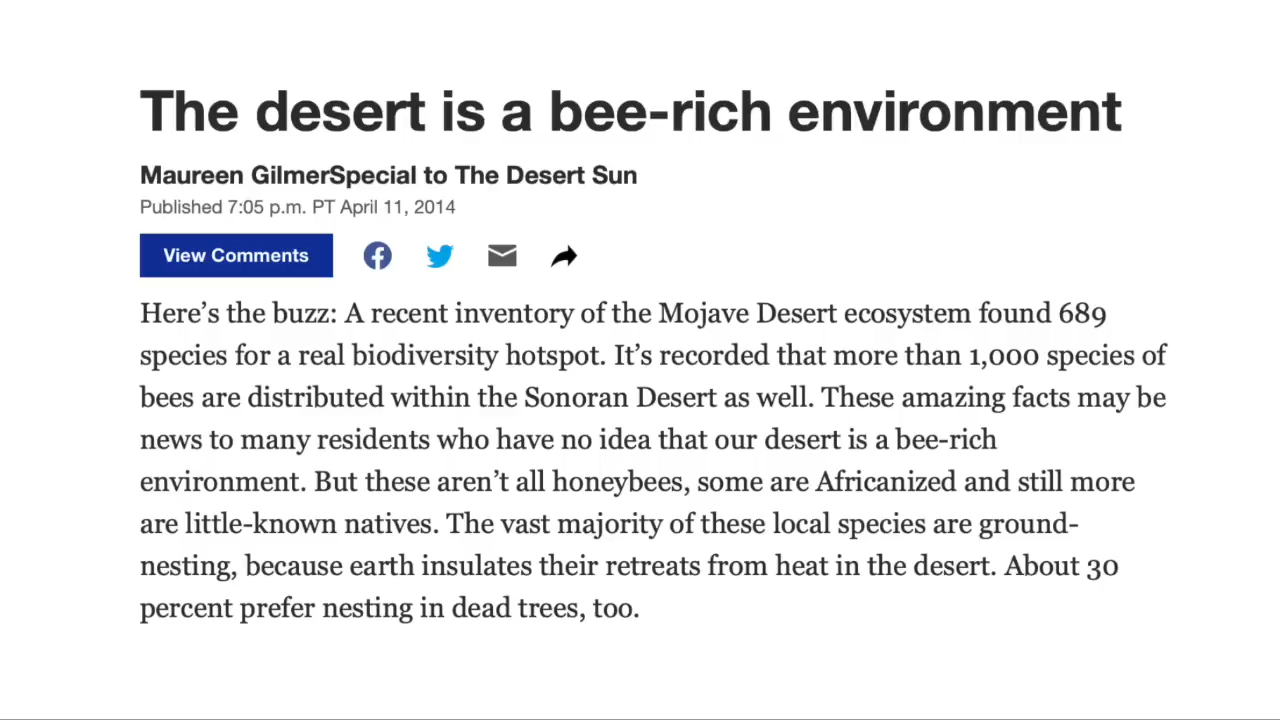 The desert is a bee-rich environment
Maureen GilmerSpecial to The Desert Sun
Published 7:05 p.m. PT April 11, 2014
View Comments
Here’s the buzz: A recent inventory of the Mojave Desert ecosystem found 689
species for a real biodiversity hotspot. It’s recorded that more than 1,000 species of
bees are distributed within the Sonoran Desert as well. These amazing facts may be
news to many residents who have no idea that our desert is a bee-rich
environment. But these aren’t all honeybees, some are Africanized and still more
are little-known natives. The vast majority of these local species are ground-
nesting, because earth insulates their retreats from heat in the desert. About 30
percent prefer nesting in dead trees, too.